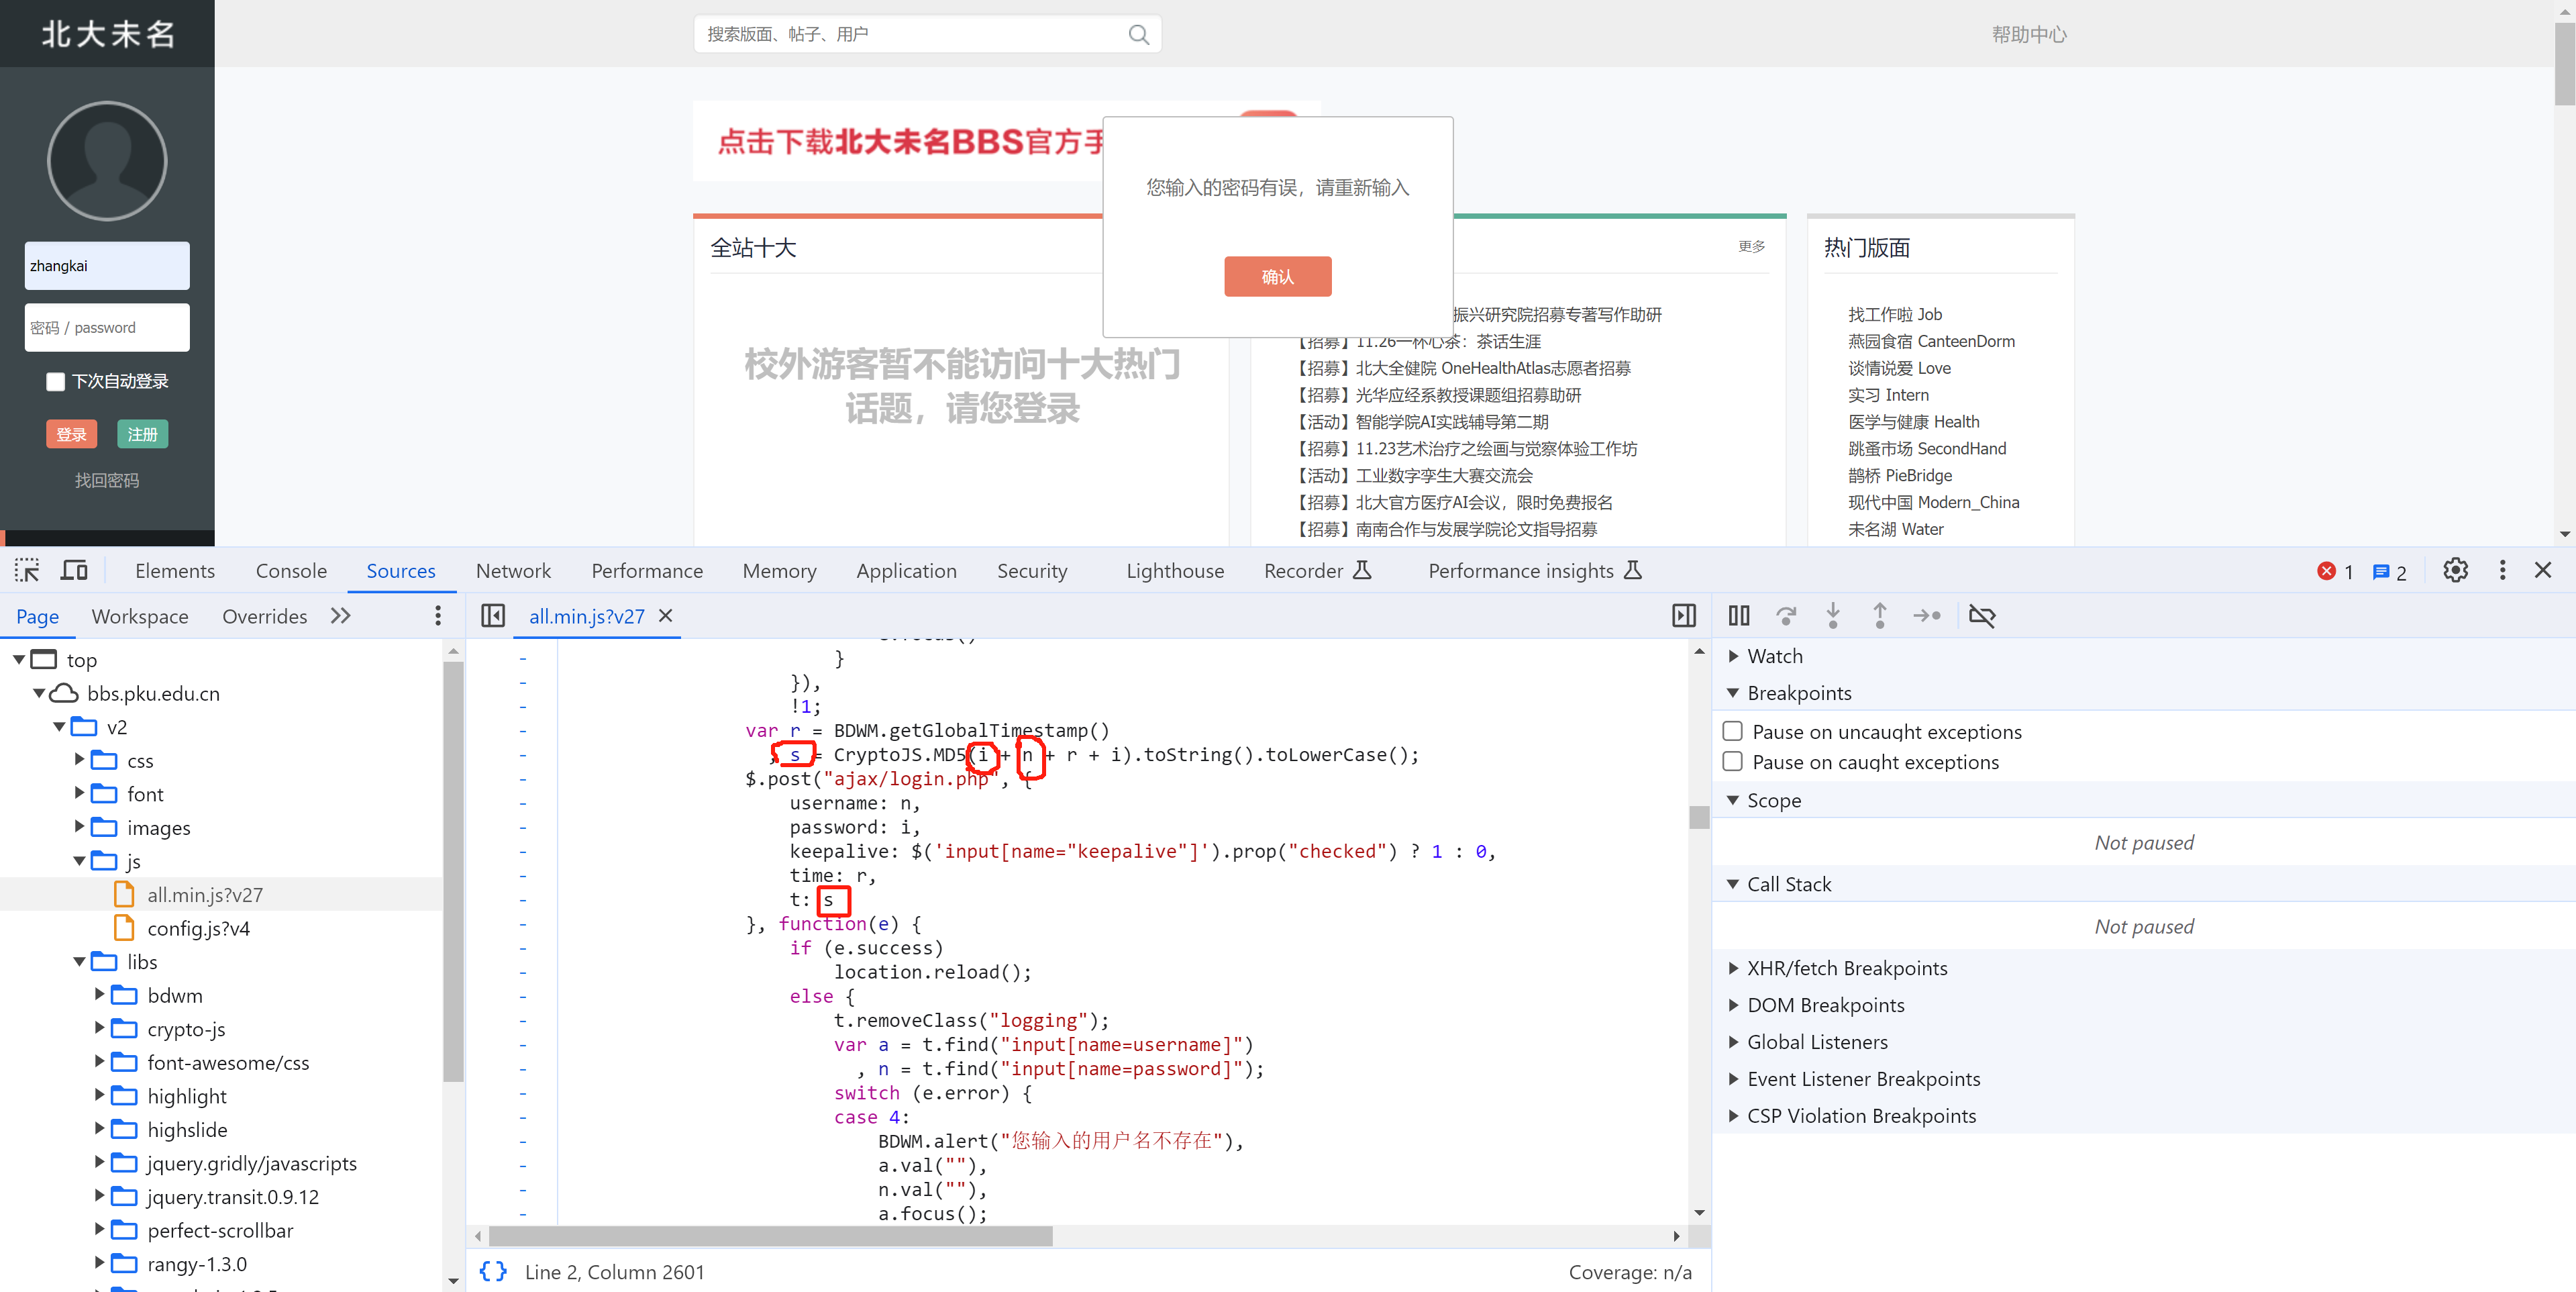 北大未名
搜索版面、帖子、用户
帮助中心
zhangkai
密码 / password
下次自动登录
登录 注册
找回密码
点击下载北大未名BBS官方手
您输入的密码有误，请重新输入
确认
全站十大
校外游客暂不能访问十大热门
话题，请您登录
更多
振兴研究院招募专著写作助研
【招募】11.26一杯心茶：茶话生涯
【招募】北大全健院 OneHealthAtlas志愿者招募
【招募】光华应经系教授课题组招募助研
【活动】智能学院AI实践辅导第二期
【招募】11.23艺术治疗之绘画与觉察体验工作坊
【活动】工业数字孪生大赛交流会
【招募】北大官方医疗AI会议，限时免费报名
【招募】南南合作与发展学院论文指导招募
热门版面
找工作啦 Job
燕园食宿 CanteenDorm
谈情说爱 Love
实习 Intern
医学与健康 Health
跳蚤市场 SecondHand
鹊桥 PieBridge
现代中国 Modern_China
未名湖 Water
Elements Console Sources Network Performance Memory Application Security Lighthouse Recorder Performance insights 1 2
Page Workspace Overrides
top
bbs.pku.edu.cn
v2
css
font
images
js
all.min.js?v27
config.js?v4
libs
bdwm
crypto-js
font-awesome/css
highlight
highslide
jquery.gridly/javascripts
jquery.transit.0.9.12
perfect-scrollbar
rangy-1.3.0
all.min.js?v27
}
}),
!1;
var r = BDWM.getGlobalTimestamp()
, s = CryptoJS.MD5(i + n + r + i).toString().toLowerCase();
$.post("ajax/login.php", {
username: n,
password: i,
keepalive: $('input[name="keepalive"]').prop("checked") ? 1 : 0,
time: r,
t: s
}, function(e) {
if (e.success)
location.reload();
else {
t.removeClass("logging");
var a = t.find("input[name=username]")
, n = t.find("input[name=password]");
switch (e.error) {
case 4:
BDWM.alert("您输入的用户名不存在"),
a.val(""),
n.val(""),
a.focus();
{} Line 2, Column 2601
Coverage: n/a
Watch
Breakpoints
Pause on uncaught exceptions
Pause on caught exceptions
Scope
Not paused
Call Stack
Not paused
XHR/fetch Breakpoints
DOM Breakpoints
Global Listeners
Event Listener Breakpoints
CSP Violation Breakpoints